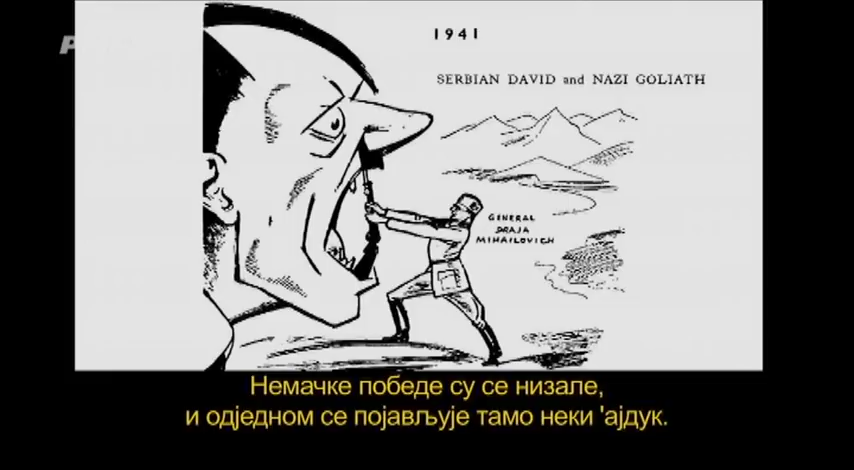 1941
SERBIAN DAVID and NAZI GOLIATH
GENERAL
DRAJA
MIHAILOVICH
Немачке победе су се низале,
и одједном се појављује тамо неки 'ајдук.